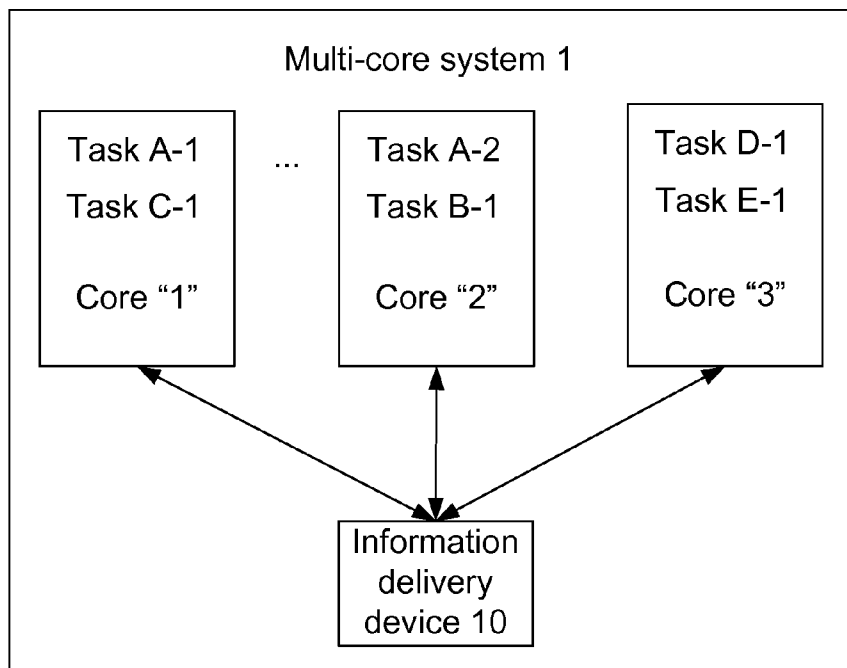 Multi-core system 1
Task A-1
Task C-1
Core “1”
...
Task A-2
Task B-1
Core “2”
Task D-1
Task E-1
Core “3”
Information
delivery
device 10